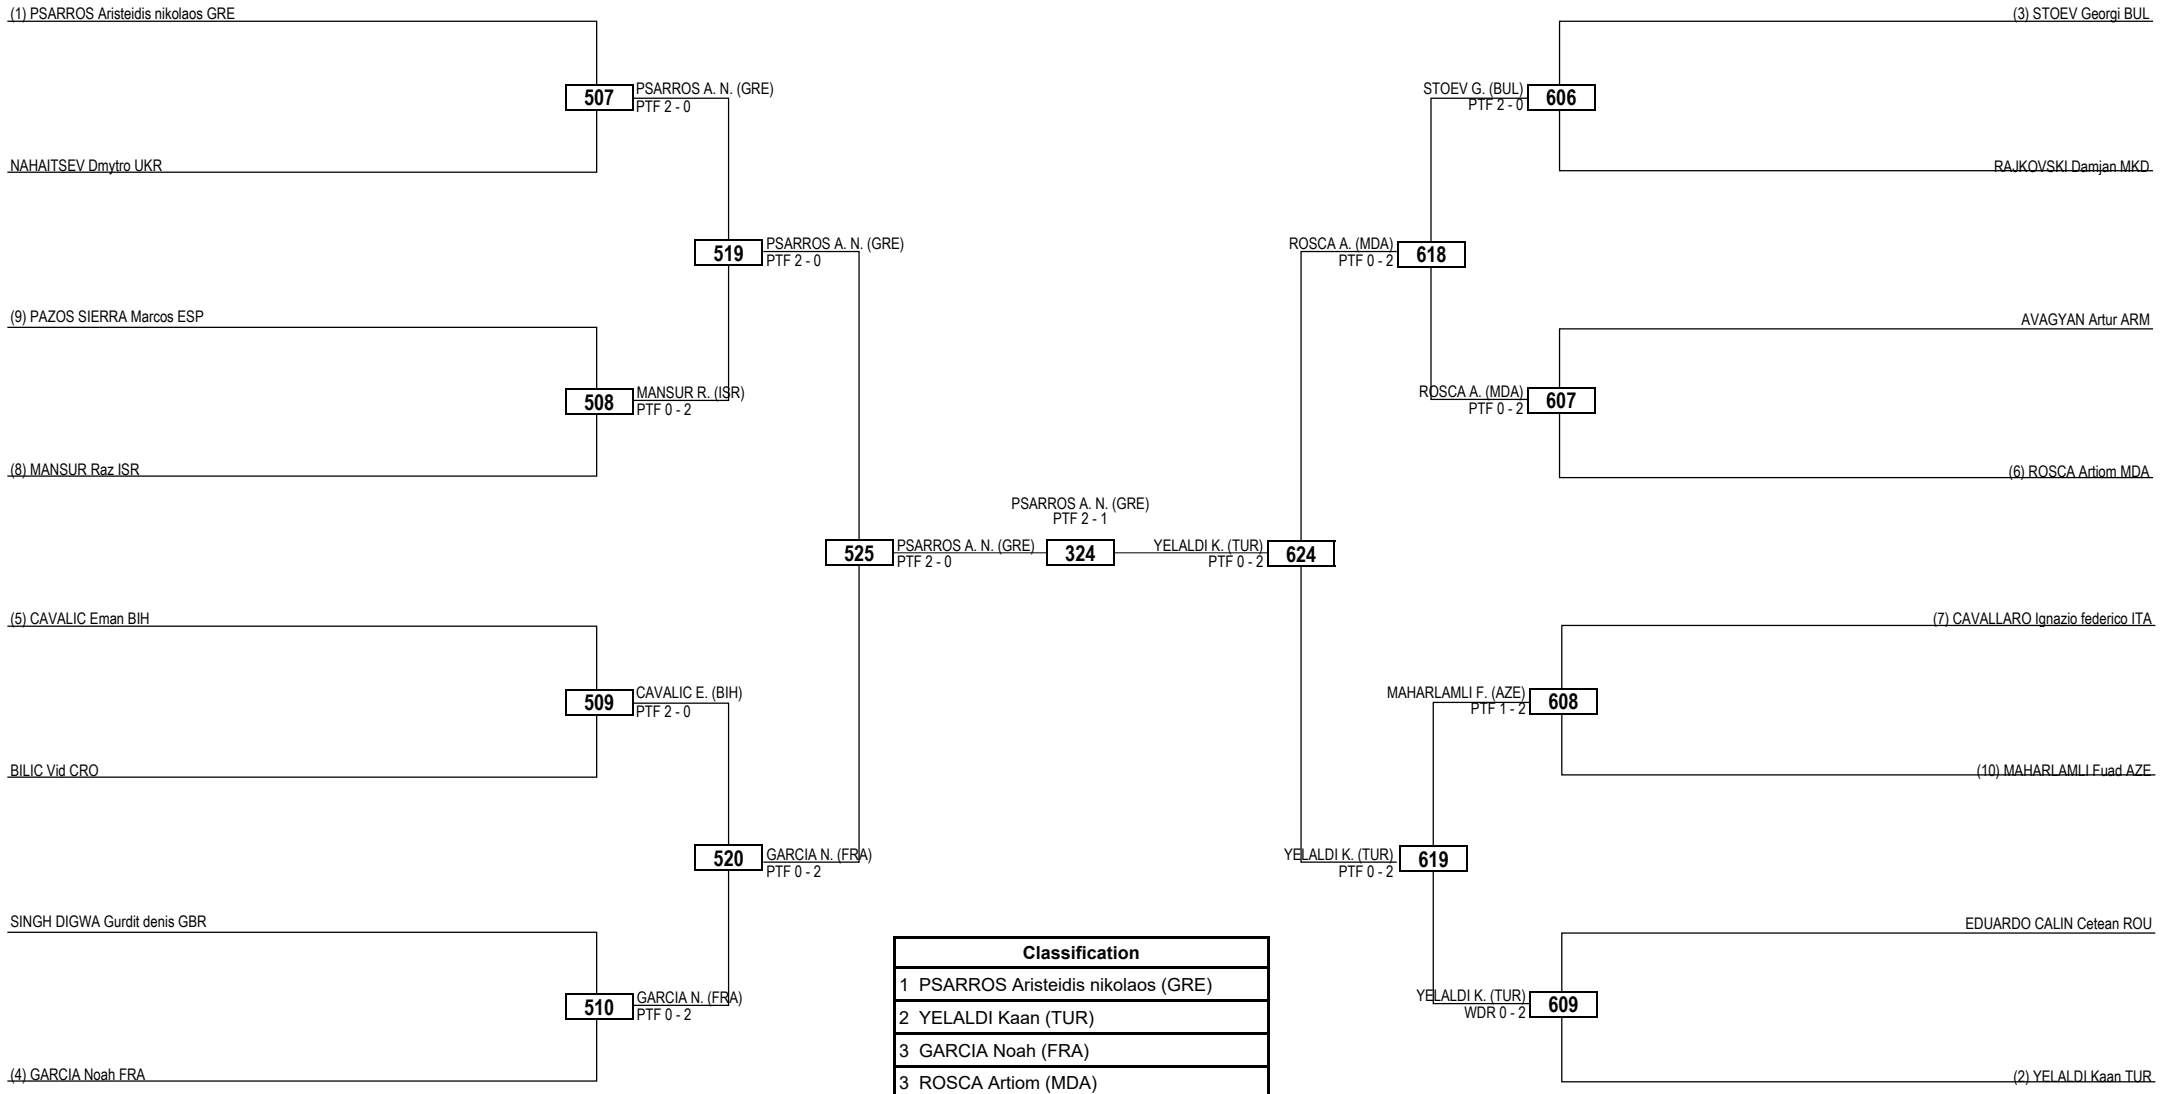 (1) PSARROS Aristeidis nikolaos GRE
507
PSARROS A. N. (GRE)
PTF 2 - 0
NAHAITSEV Dmytro UKR
519
PSARROS A. N. (GRE)
PTF 2 - 0
(9) PAZOS SIERRA Marcos ESP
508
MANSUR R. (ISR)
PTF 0 - 2
(8) MANSUR Raz ISR
525
PSARROS A. N. (GRE)
PTF 2 - 0
(5) CAVALIC Eman BIH
509
CAVALIC E. (BIH)
PTF 2 - 0
BILIC Vid CRO
520
GARCIA N. (FRA)
PTF 0 - 2
SINGH DIGWA Gurdit denis GBR
510
GARCIA N. (FRA)
PTF 0 - 2
(4) GARCIA Noah FRA
PSARROS A. N. (GRE)
PTF 2 - 1
324
(3) STOEV Georgi BUL
STOEV G. (BUL)
PTF 2 - 0
606
RAJKOVSKI Damjan MKD
ROSCA A. (MDA)
PTF 0 - 2
618
AVAGYAN Artur ARM
ROSCA A. (MDA)
PTF 0 - 2
607
(6) ROSCA Artiom MDA
YELALDI K. (TUR)
PTF 0 - 2
624
(7) CAVALLARO Ignazio federico ITA
MAHARLAMLI F. (AZE)
PTF 1 - 2
608
(10) MAHARLAMLI Fuad AZE
YELALDI K. (TUR)
PTF 0 - 2
619
EDUARDO CALIN Cetean ROU
YELALDI K. (TUR)
WDR 0 - 2
609
(2) YELALDI Kaan TUR
Classification
1 PSARROS Aristeidis nikolaos (GRE)
2 YELALDI Kaan (TUR)
3 GARCIA Noah (FRA)
3 ROSCA Artiom (MDA)